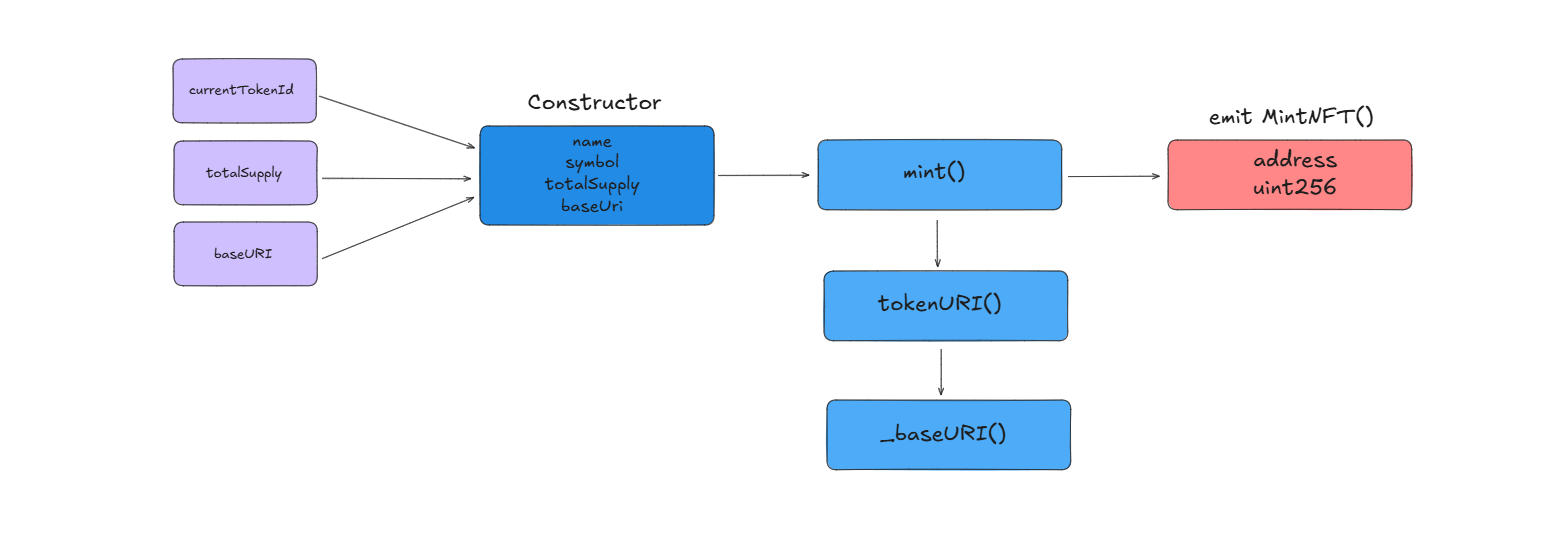 currentTokenId
totalSupply
baseURI
Constructor
name
symbol
totalSupply
baseUri
mint()
tokenURI()
_baseURI()
emit MintNFT()
address
uint256